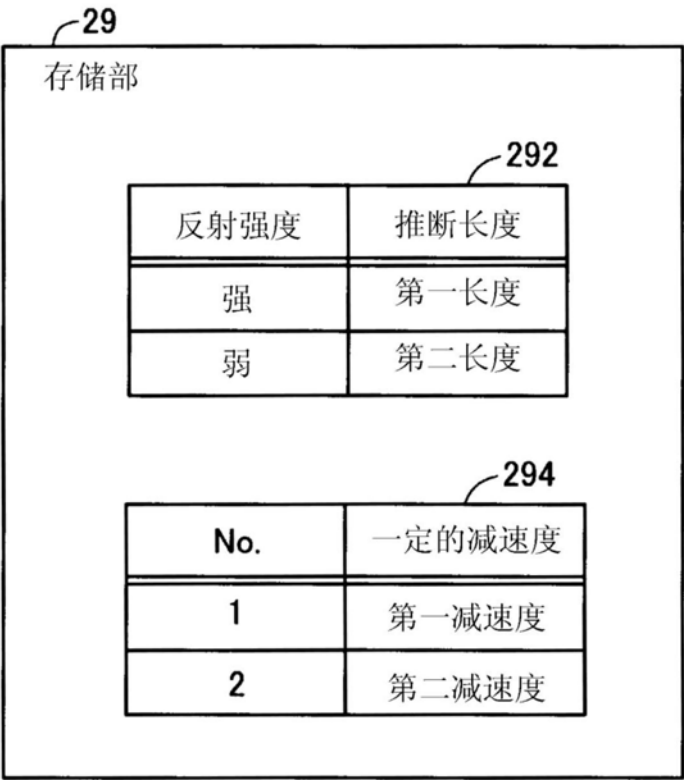 29
存储部
292
反射强度 推断长度
强 第一长度
弱 第二长度
294
No. 一定的减速度
1 第一减速度
2 第二减速度